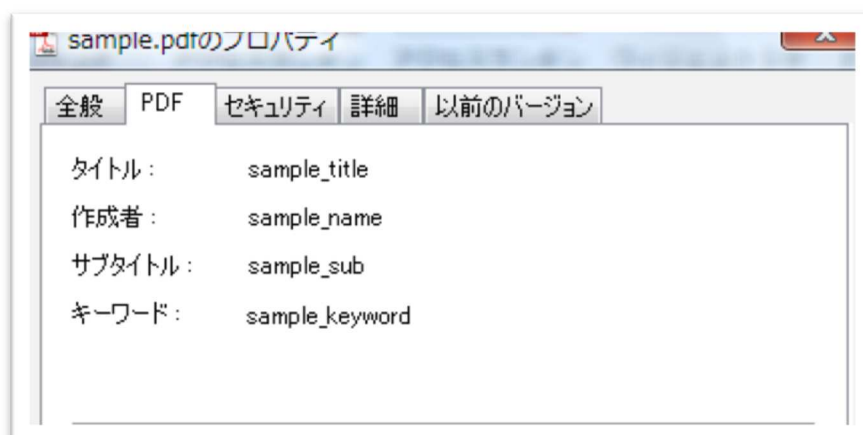 sample.pdfのプロパティ
全般 PDF セキュリティ 詳細 以前のバージョン
タイトル： sample_title
作成者： sample_name
サブタイトル： sample_sub
キーワード： sample_keyword